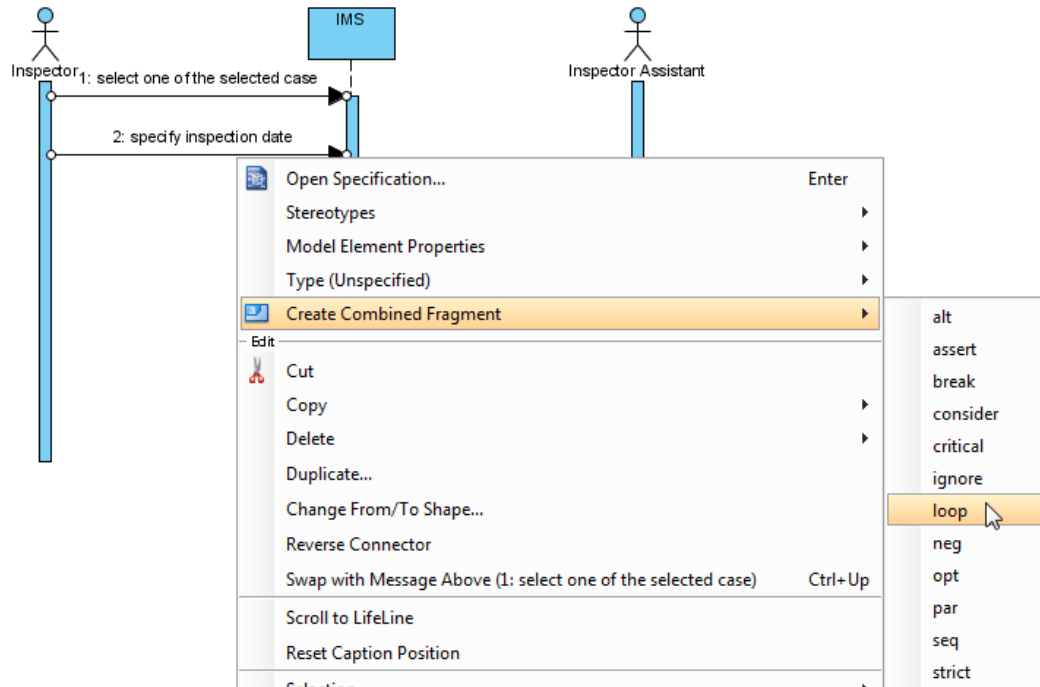 IMS
Inspector
Inspector Assistant
1: select one of the selected case
2: specify inspection date
Open Specification... Enter
Stereotypes
Model Element Properties
Type (Unspecified)
Create Combined Fragment
Edit
Cut
Copy
Delete
Duplicate...
Change From/To Shape...
Reverse Connector
Swap with Message Above (1: select one of the selected case) Ctrl+Up
Scroll to LifeLine
Reset Caption Position
Selection
alt
assert
break
consider
critical
ignore
loop
neg
opt
par
seq
strict